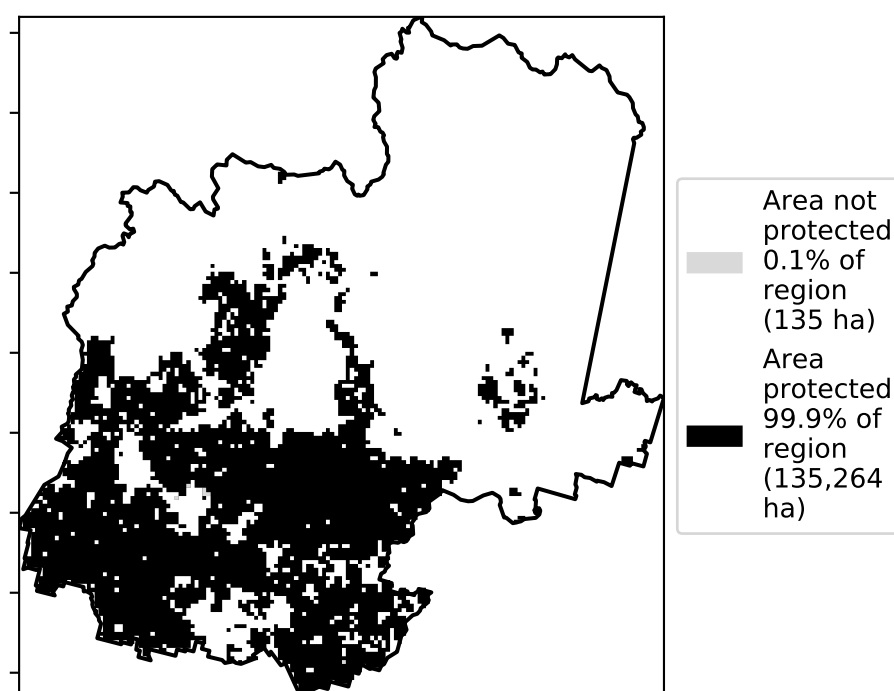 Area not
protected
0.1% of
region
(135 ha)
Area
protected
99.9% of
region
(135,264
ha)